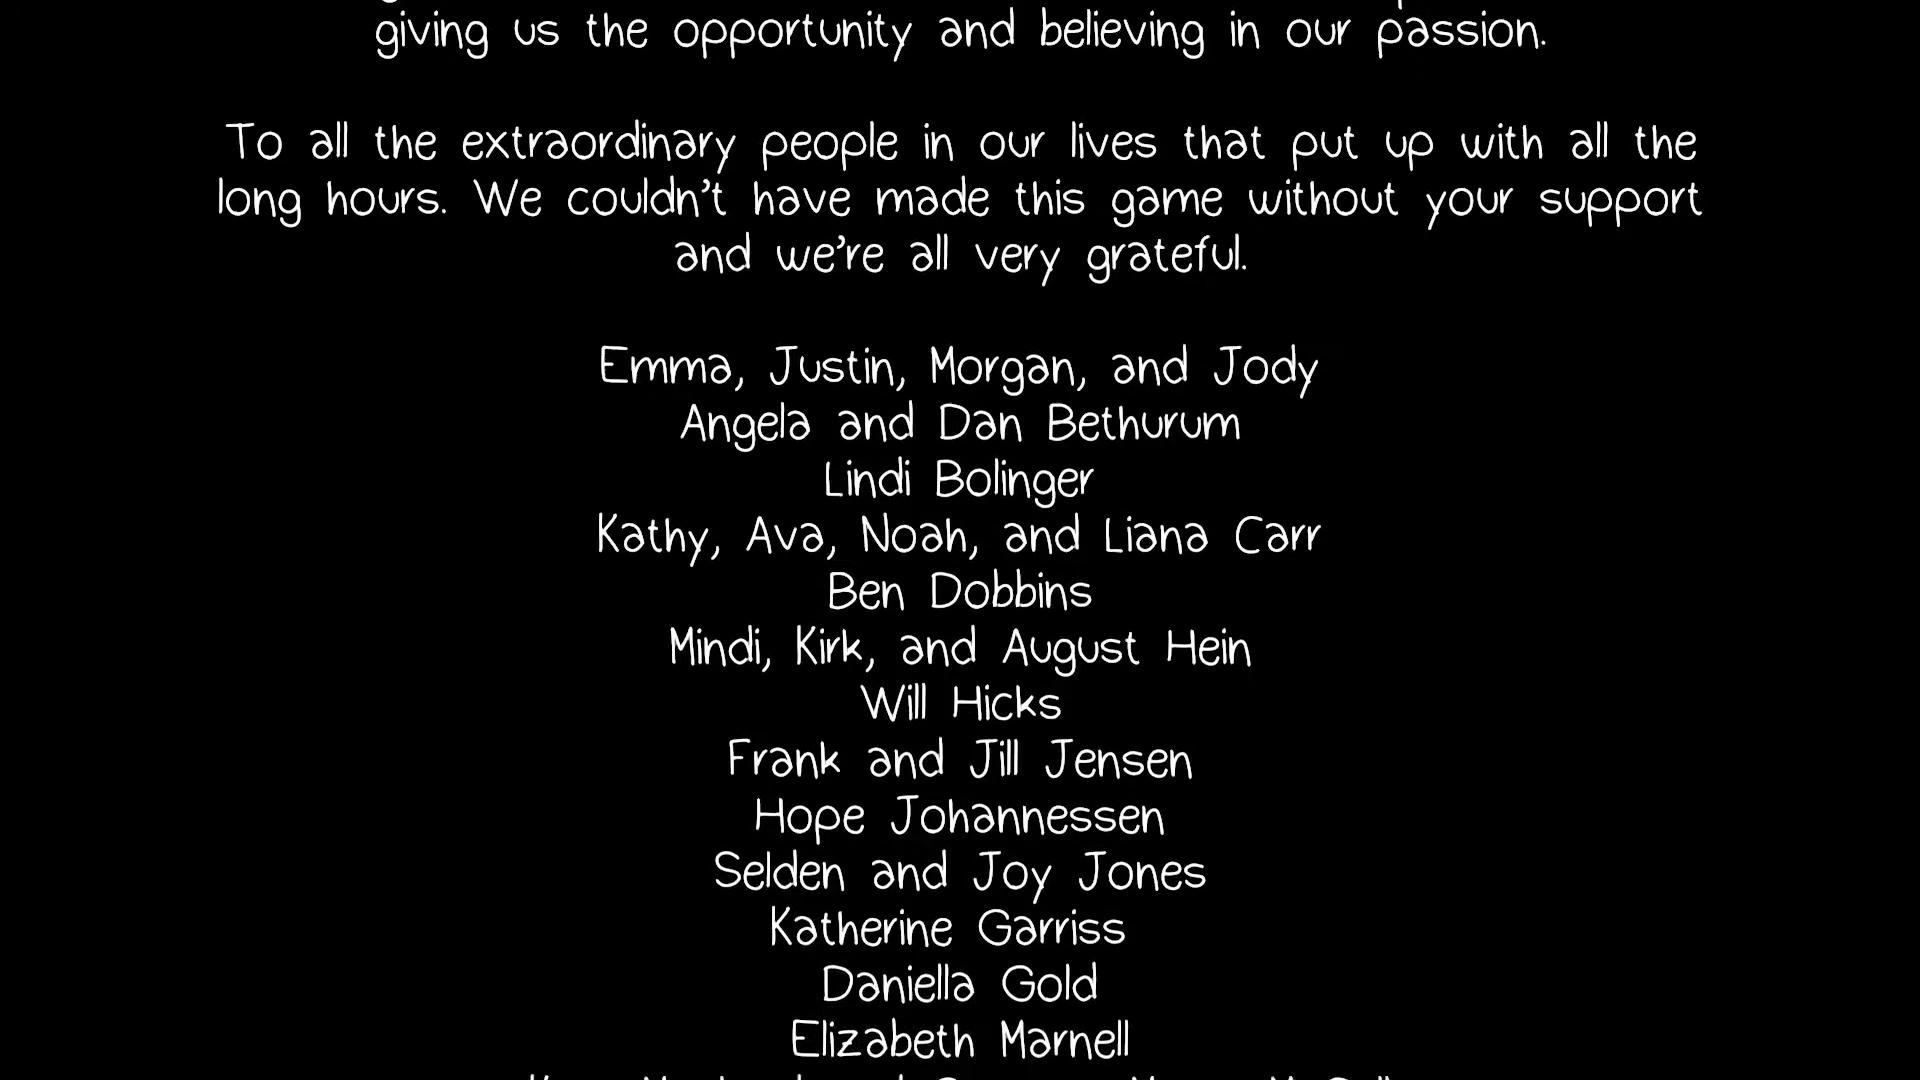 giving us the opportunity and believing in our passion.
To all the extraordinary people in our lives that put up with all the
long hours. We couldn't have made this game without your support
and we're all very grateful.
Emma, Justin, Morgan, and Jody
Angela and Dan Bethurum
Lindi Bolinger
Kathy, Ava, Noah, and Liana Carr
Ben Dobbins
Mindi, Kirk, and August Hein
Will Hicks
Frank and Jill Jensen
Hope Johannessen
Selden and Joy Jones
Katherine Garriss
Daniella Gold
Elizabeth Marnell